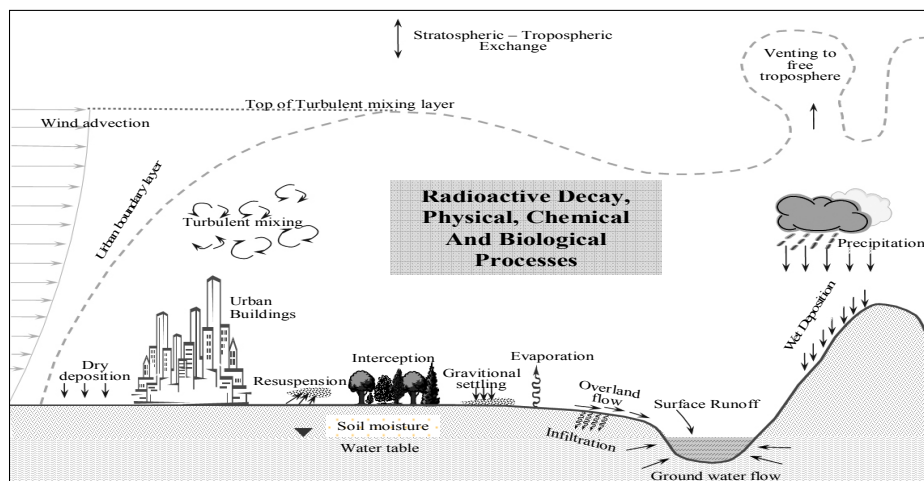 Stratospheric – Tropospheric
Exchange
Venting to
free
troposphere
Top of Turbulent mixing layer
Wind advection
Urban boundary layer
Turbulent mixing
Radioactive Decay,
Physical, Chemical
And Biological
Processes
Precipitation
Wet Deposition
Urban
Buildings
Dry
deposition
Resuspension
Interception
Gravitional
settling
Evaporation
Overland
flow
Surface Runoff
Infiltration
Soil moisture
Water table
Ground water flow